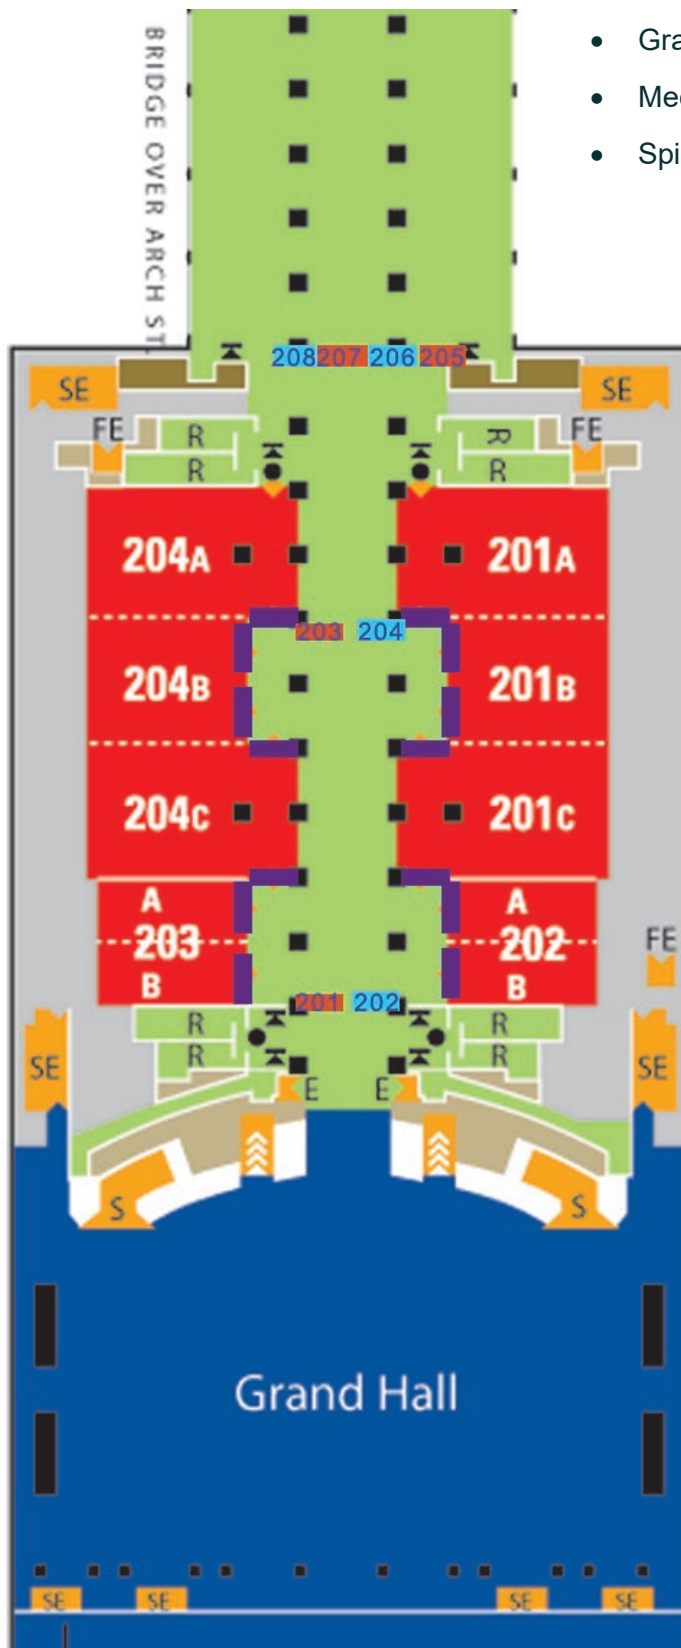 • Gra
• Mee
• Spi
BRIDGE OVER ARCH ST.
208 207 206 205
SE SE
FE FE
R R
R R
204A 201A
203 204
204B 201B
204C 201C
A A
203 202
FE
B B
201 202
R R
R R
SE SE
E E
S S
Grand Hall
SE SE SE SE